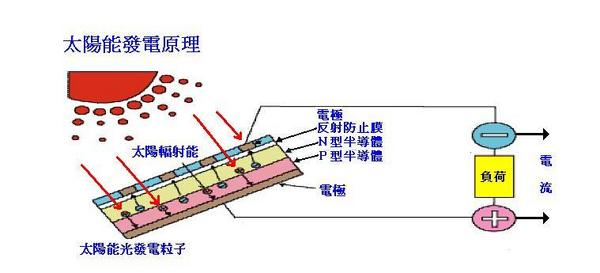 太陽能發電原理
電極
反射防止膜
N型半導體
P型半導體
太陽輻射能
電極
太陽能光發電粒子
負荷
電
流